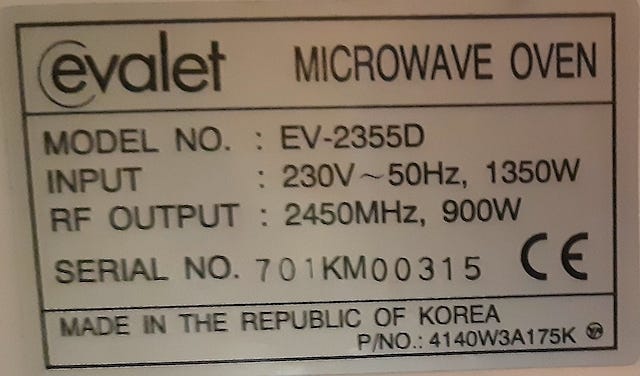 evalet MICROWAVE OVEN
MODEL NO. : EV-2355D
INPUT : 230V~50Hz, 1350W
RF OUTPUT : 2450MHz, 900W
SERIAL NO. 701KM00315 CE
MADE IN THE REPUBLIC OF KOREA
P/NO.: 4140W3A175K